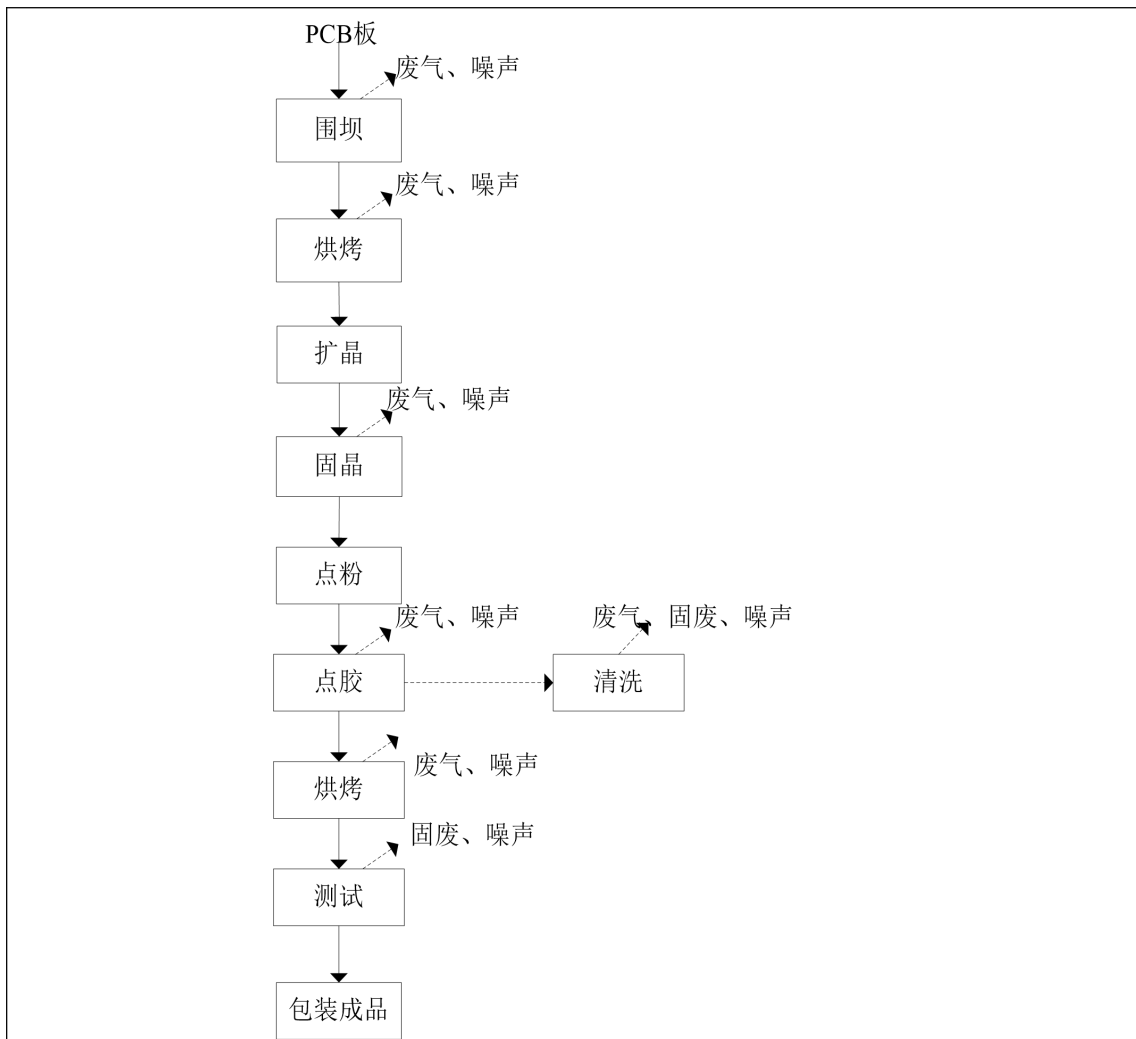 PCB板
废气、噪声
围坝
废气、噪声
烘烤
扩晶
废气、噪声
固晶
点粉
废气、噪声
废气、固废、噪声
点胶
清洗
废气、噪声
烘烤
固废、噪声
测试
包装成品